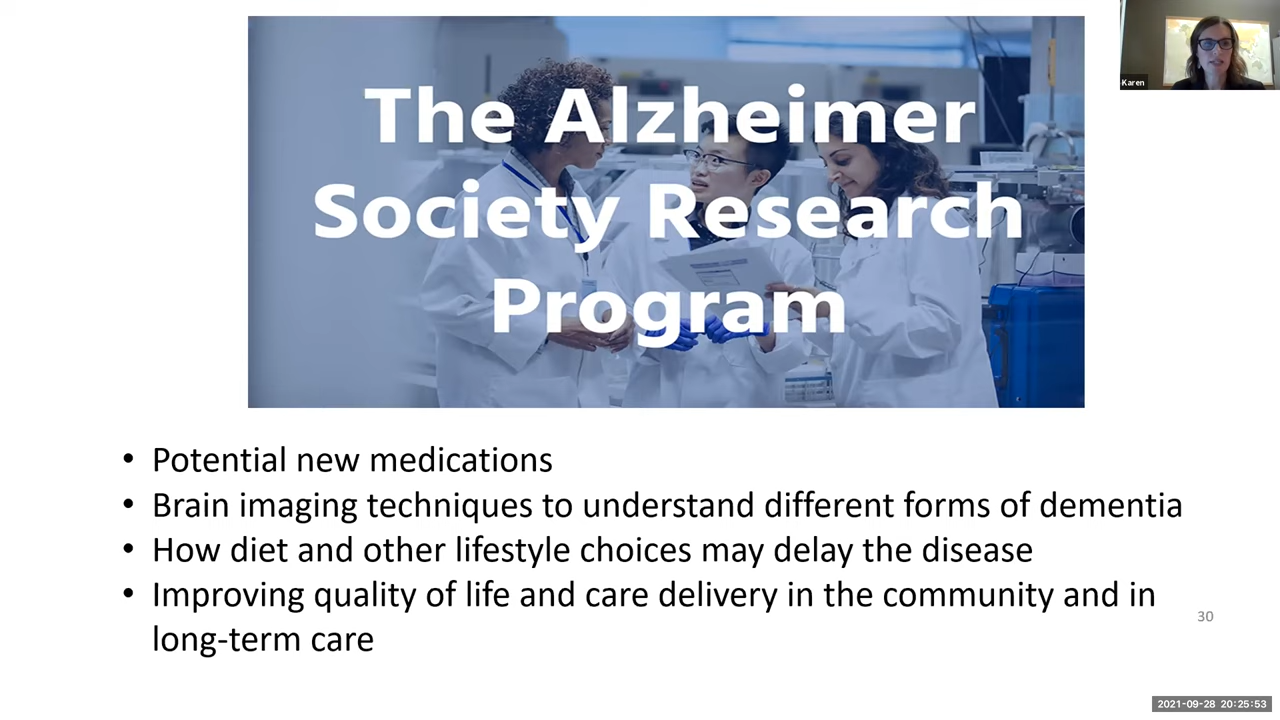 The Alzheimer
Society Research
Program
Karen
• Potential new medications
• Brain imaging techniques to understand different forms of dementia
• How diet and other lifestyle choices may delay the disease
• Improving quality of life and care delivery in the community and in
long-term care
30
2021-09-28 20:25:53